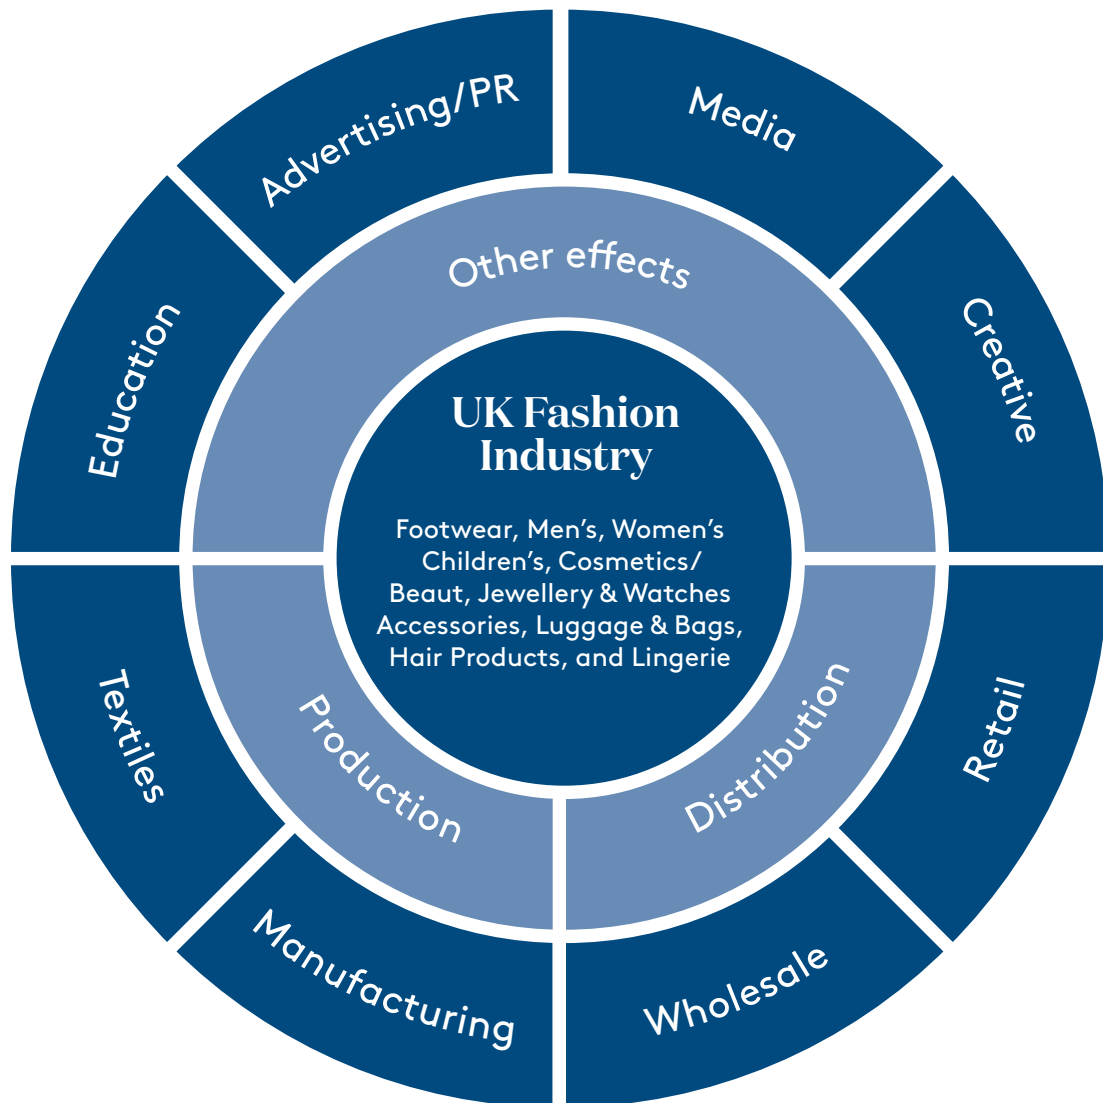 Advertising/PR
Media
Education
Creative
Other effects
UK Fashion
Industry
Footwear, Men’s, Women’s
Children’s, Cosmetics/
Beaut, Jewellery & Watches
Accessories, Luggage & Bags,
Hair Products, and Lingerie
Production
Distribution
Textiles
Retail
Manufacturing
Wholesale